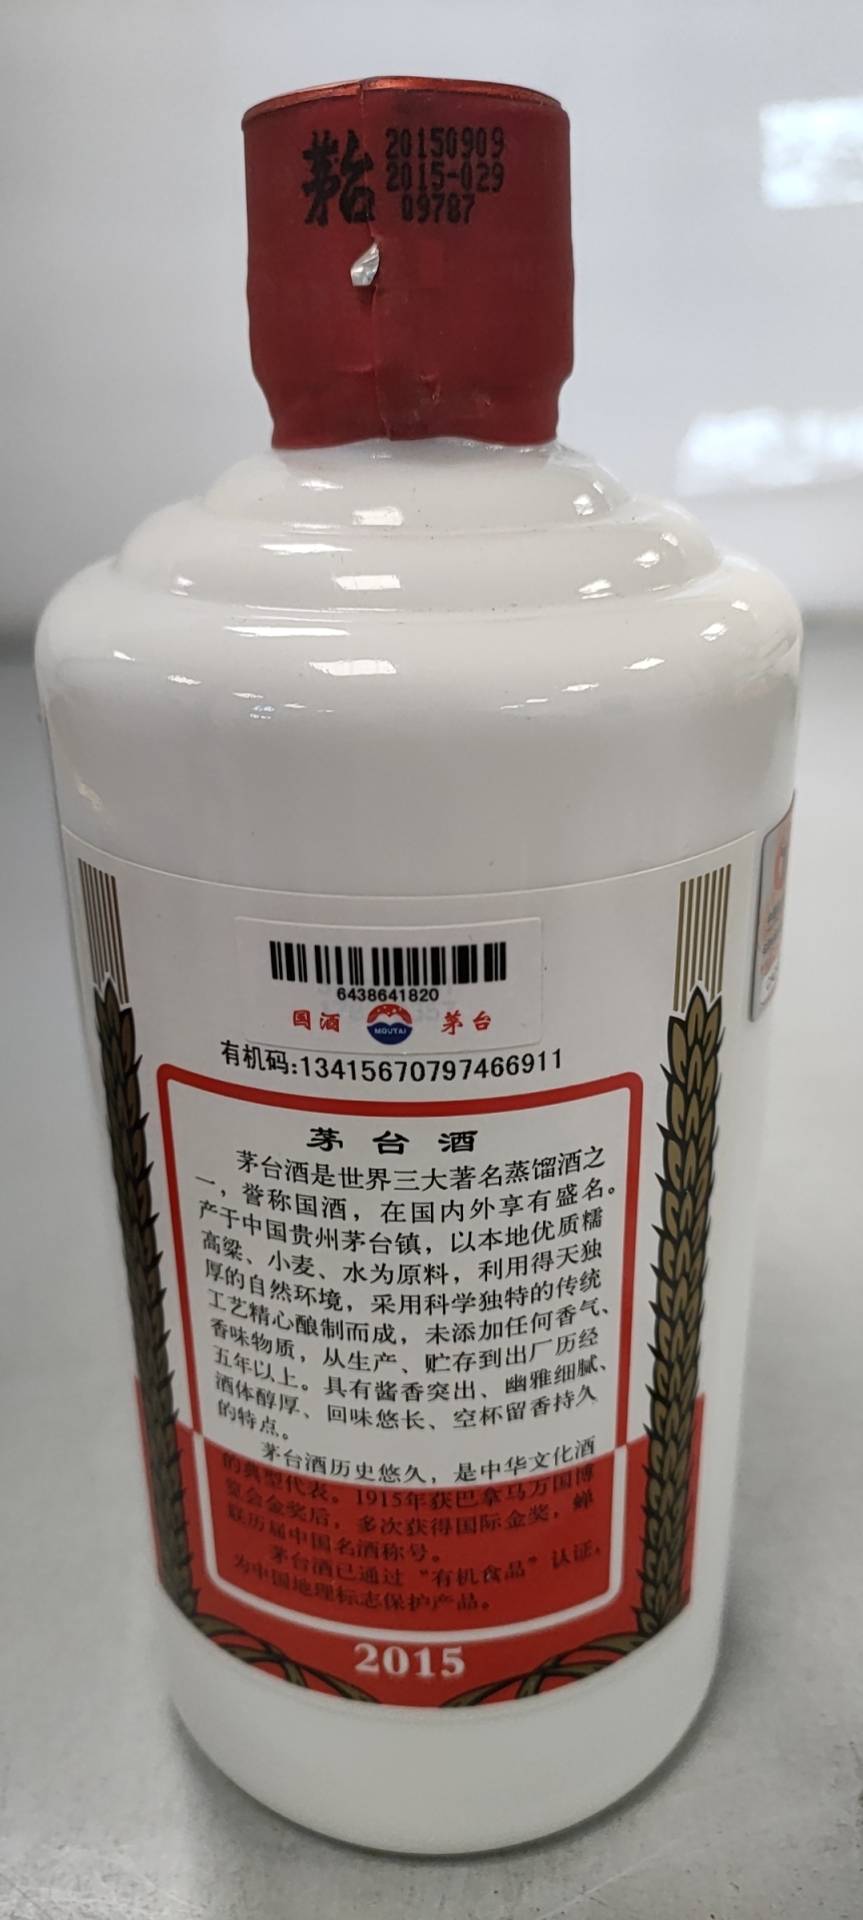 茅台
20150909
2015-029
09787
6438641820
国酒
MOUTAI
茅台
有机码:13415670797466911
茅台酒
茅台酒是世界三大著名蒸馏酒之
一，誉称国酒，在国内外享有盛名。
产于中国贵州茅台镇，以本地优质糯
高粱、小麦、水为原料，利用得天独
厚的自然环境，采用科学独特的传统
工艺精心酿制而成，未添加任何香气、
香味物质，从生产、贮存到出厂历经
五年以上。具有酱香突出、幽雅细腻、
酒体醇厚、回味悠长、空杯留香持久
的特点。
茅台酒历史悠久，是中华文化酒
的典型代表。1915年获巴拿马万国博
览会金奖后，多次获得国际金奖，蝉
联历届中国名酒称号。
茅台酒已通过“有机食品”认证，
为中国地理标志保护产品。
2015